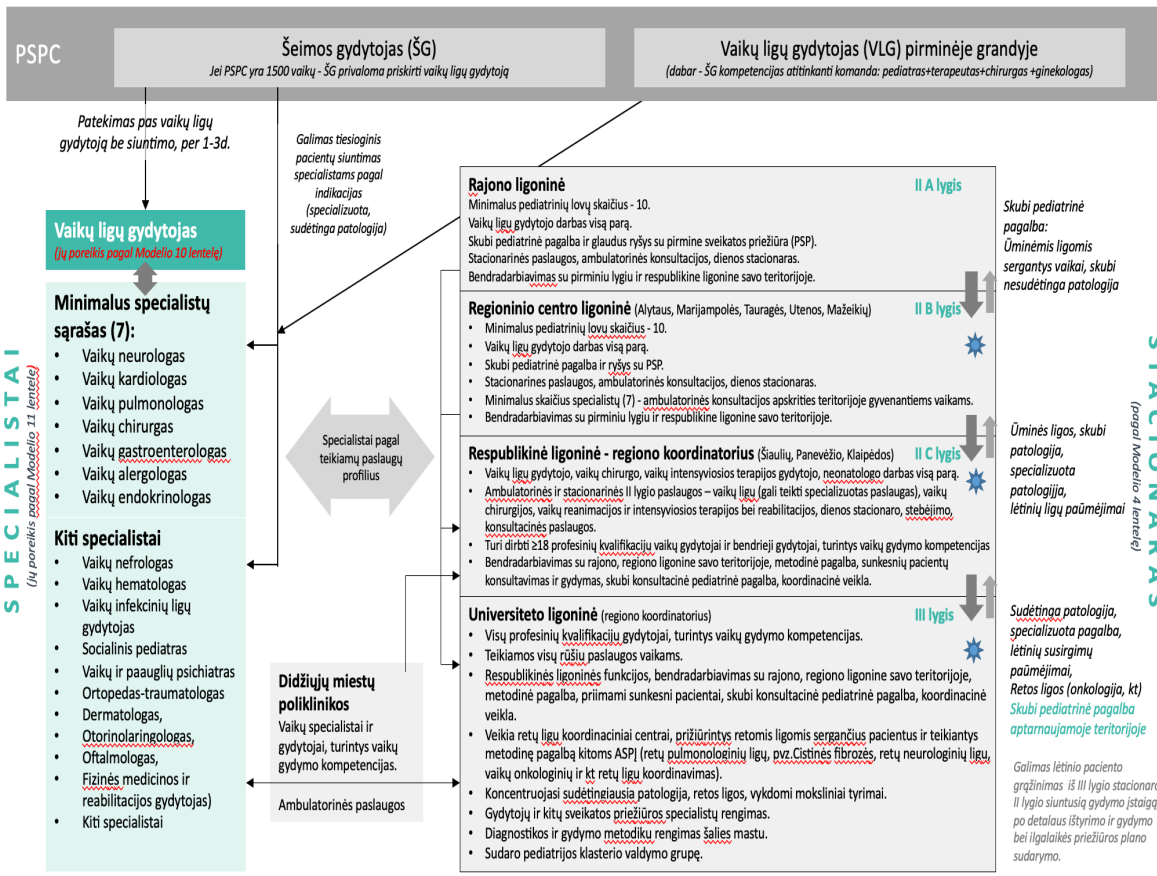 PSPC
Šeimos gydytojas (ŠG)
Jei PSPC yra 1500 vaikų - ŠG privaloma priskirti vaikų ligų gydytoją
Vaikų ligų gydytojas (VLG) pirminėje grandyje
(dabar - ŠG kompetencijas atitinkanti komanda: pediatras+terapeutas+chirurgas +ginekologas)
Patekimas pas vaikų ligų
gydytoją be siuntimo, per 1-3d.
Galimas tiesioginis
pacientų siuntimas
specialistams pagal
indikacijas
(specializuota,
sudėtinga patologija)
SPECIALISTAI
(jų poreikis pagal Modelio 11 lentelę)
Vaikų ligų gydytojas
(jų poreikis pagal Modelio 10 lentelę)
Minimalus specialistų
sąrašas (7):
• Vaikų neurologas
• Vaikų kardiologas
• Vaikų pulmonologas
• Vaikų chirurgas
• Vaikų gastroenterologas
• Vaikų alergologas
• Vaikų endokrinologas
Kiti specialistai
• Vaikų nefrologas
• Vaikų hematologas
• Vaikų infekcinių ligų
gydytojas
• Socialinis pediatras
• Vaikų ir paauglių psichiatras
• Ortopedas-traumatologas
• Dermatologas,
• Otorinolaringologas,
• Oftalmologas,
• Fizinės medicinos ir
reabilitacijos gydytojas)
• Kiti specialistai
Specialistai pagal
teikiamų paslaugų
profilius
Didžiųjų miestų
poliklinikos
Vaikų specialistai ir
gydytojai, turintys vaikų
gydymo kompetencijas.
Ambulatorinės paslaugos
Rajono ligoninė II A lygis
Minimalus pediatrinių lovų skaičius - 10.
Vaikų ligų gydytojo darbas visą parą.
Skubi pediatrinė pagalba ir glaudus ryšys su pirmine sveikatos priežiūra (PSP).
Stacionarinės paslaugos, ambulatorinės konsultacijos, dienos stacionaras.
Bendradarbiavimas su pirminiu lygiu ir respublikine ligonine savo teritorijoje.
Regioninio centro ligoninė (Alytaus, Marijampolės, Tauragės, Utenos, Mažeikių) II B lygis
• Minimalus pediatrinių lovų skaičius - 10.
• Vaikų ligų gydytojo darbas visą parą.
• Skubi pediatrinė pagalba ir ryšys su PSP.
• Stacionarines paslaugos, ambulatorinės konsultacijos, dienos stacionaras.
• Minimalus skaičius specialistų (7) - ambulatorinės konsultacijos apskrities teritorijoje gyvenantiems vaikams.
• Bendradarbiavimas su pirminiu lygiu ir respublikine ligonine savo teritorijoje.
Respublikinė ligoninė - regiono koordinatorius (Šiaulių, Panevėžio, Klaipėdos) II C lygis
• Vaikų ligų gydytojo, vaikų chirurgo, vaikų intensyviosios terapijos gydytojo, neonatologo darbas visą parą.
• Ambulatorinės ir stacionarinės II lygio paslaugos – vaikų ligų (gali teikti specializuotas paslaugas), vaikų
chirurgijos, vaikų reanimacijos ir intensyviosios terapijos bei reabilitacijos, dienos stacionaro, stebėjimo,
konsultacinės paslaugos.
• Turi dirbti ≥18 profesinių kvalifikacijų vaikų gydytojai ir bendrieji gydytojai, turintys vaikų gydymo kompetencijas
• Bendradarbiavimas su rajono, regiono ligonine savo teritorijoje, metodinė pagalba, sunkesnių pacientų
konsultavimas ir gydymas, skubi konsultacinė pediatrinė pagalba, koordinacinė veikla.
Universiteto ligoninė (regiono koordinatorius) III lygis
• Visų profesinių kvalifikacijų gydytojai, turintys vaikų gydymo kompetencijas.
• Teikiamos visų rūšių paslaugos vaikams.
• Respublikinės ligoninės funkcijos, bendradarbiavimas su rajono, regiono ligonine savo teritorijoje,
metodinė pagalba, priimami sunkesni pacientai, skubi konsultacinė pediatrinė pagalba, koordinacinė
veikla.
• Veikia retų ligų koordinaciniai centrai, prižiūrintys retomis ligomis sergančius pacientus ir teikiantys
metodinę pagalbą kitoms ASPĮ (retų pulmonologinių ligų, pvz.Cistinės fibrozės, retų neurologinių ligų,
vaikų onkologinių ir kt retų ligų koordinavimas).
• Koncentruojasi sudėtingiausia patologija, retos ligos, vykdomi moksliniai tyrimai.
• Gydytojų ir kitų sveikatos priežiūros specialistų rengimas.
• Diagnostikos ir gydymo metodikų rengimas šalies mastu.
• Sudaro pediatrijos klasterio valdymo grupę.
Skubi pediatrinė
pagalba:
Ūminėmis ligomis
sergantys vaikai, skubi
nesudėtinga patologija
Ūminės ligos, skubi
patologija,
specializuota
patologijja,
lėtinių ligų paūmėjimai
Sudėtinga patologija,
specializuota pagalba,
lėtinių susirgimų
paūmėjimai,
Retos ligos (onkologija, kt)
Skubi pediatrinė pagalba
aptarnaujamoje teritorijoje
Galimas lėtinio paciento
grąžinimas iš III lygio stacionaro
II lygio siuntusią gydymo įstaigą
po detalaus ištyrimo ir gydymo
bei ilgalaikės priežiūros plano
sudarymo.
STACIONARAS
(pagal Modelio 4 lentelę)